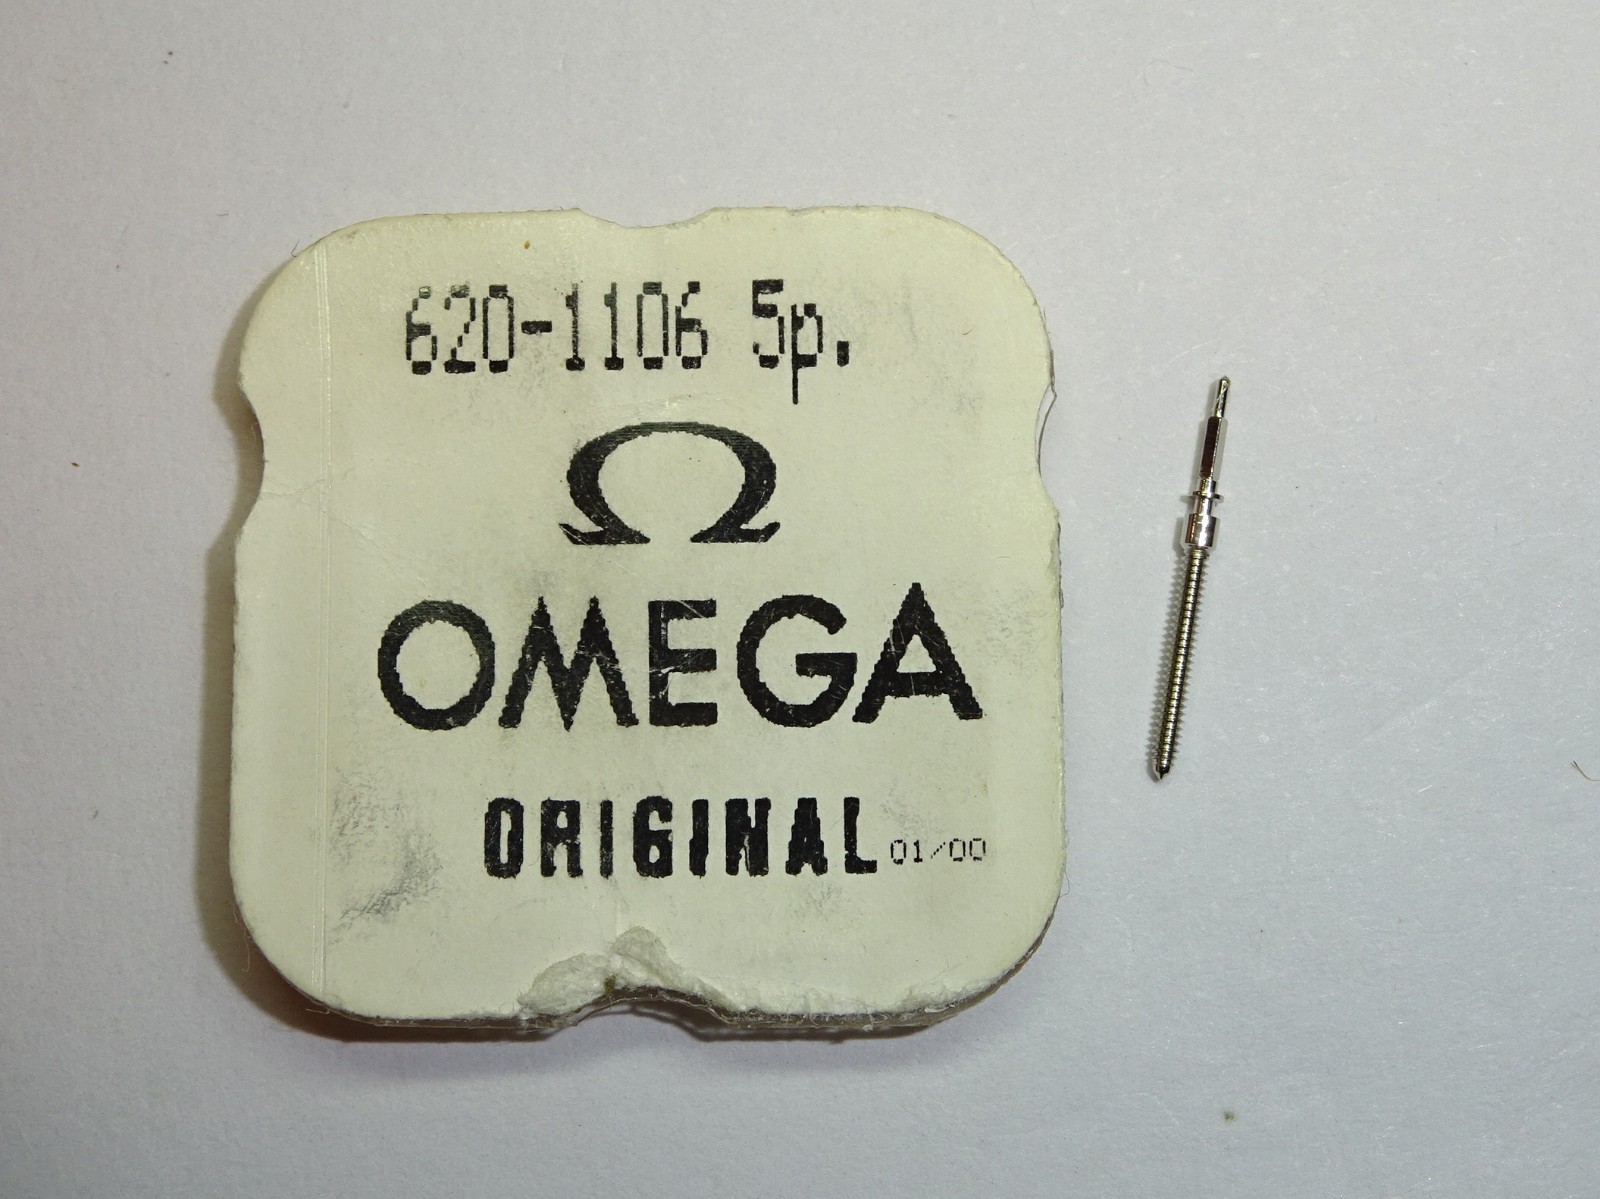 620-1106 5p.
Ω
OMEGA
ORIGINAL 01/00